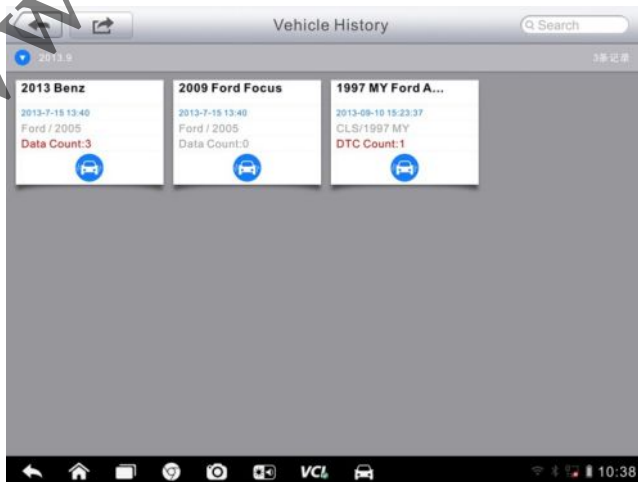 Vehicle History
Search
2013.9
3条记录
2013 Benz
2013-7-15 13:40
Ford / 2005
Data Count:3
2009 Ford Focus
2013-7-15 13:40
Ford / 2005
Data Count:0
1997 MY Ford A...
2013-09-10 15:23:37
CLS/1997 MY
DTC Count:1
VCI
10:38